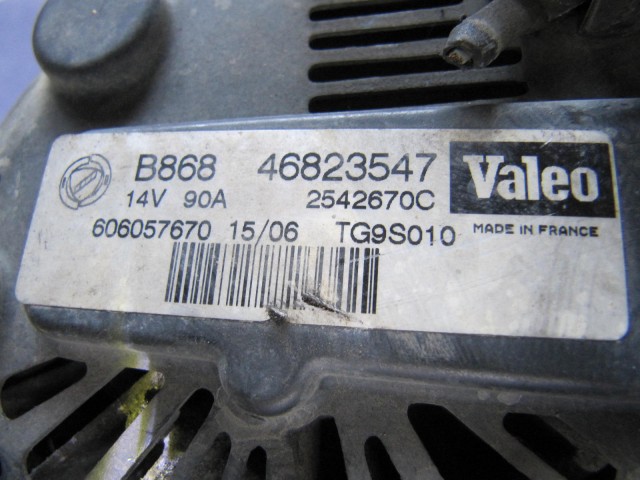 B868 46823547 Valeo
14V 90A 2542670C
606057670 15/06 TG9S010 MADE IN FRANCE